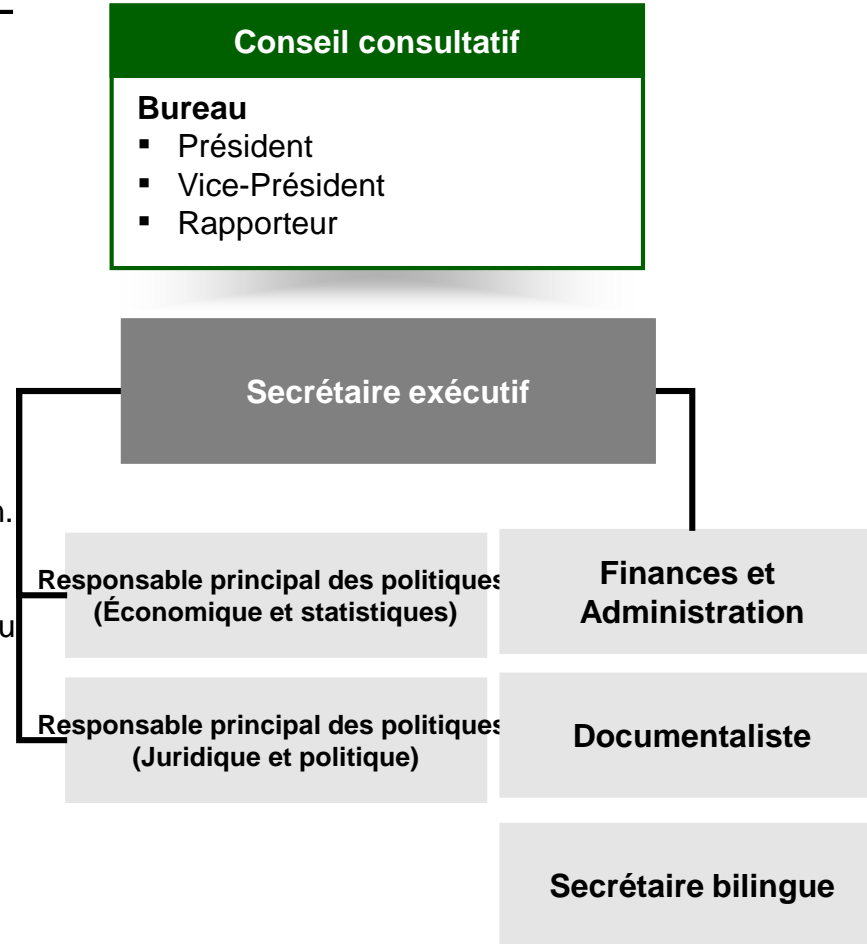 Conseil consultatif
Bureau
▪ Président
▪ Vice-Président
▪ Rapporteur
Secrétaire exécutif
n.
Responsable principal des politiques
(Économique et statistiques)
Finances et
Administration
u
Responsable principal des politiques
(Juridique et politique)
Documentaliste
Secrétaire bilingue